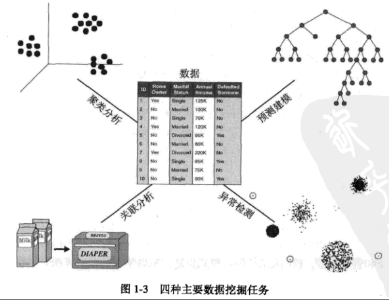 数据
ID Home Owner Marital Status Annual Income Defaulted Borrower
1 Yes Single 125K No
2 No Married 100K No
3 No Single 70K No
4 Yes Married 120K No
5 No Divorced 95K Yes
6 No Married 60K No
7 Yes Divorced 220K No
8 No Single 85K Yes
9 No Married 75K No
10 No Single 90K Yes
聚类分析
预测建模
关联分析
异常检测
MILK
DIAPER
图 1-3 四种主要数据挖掘任务